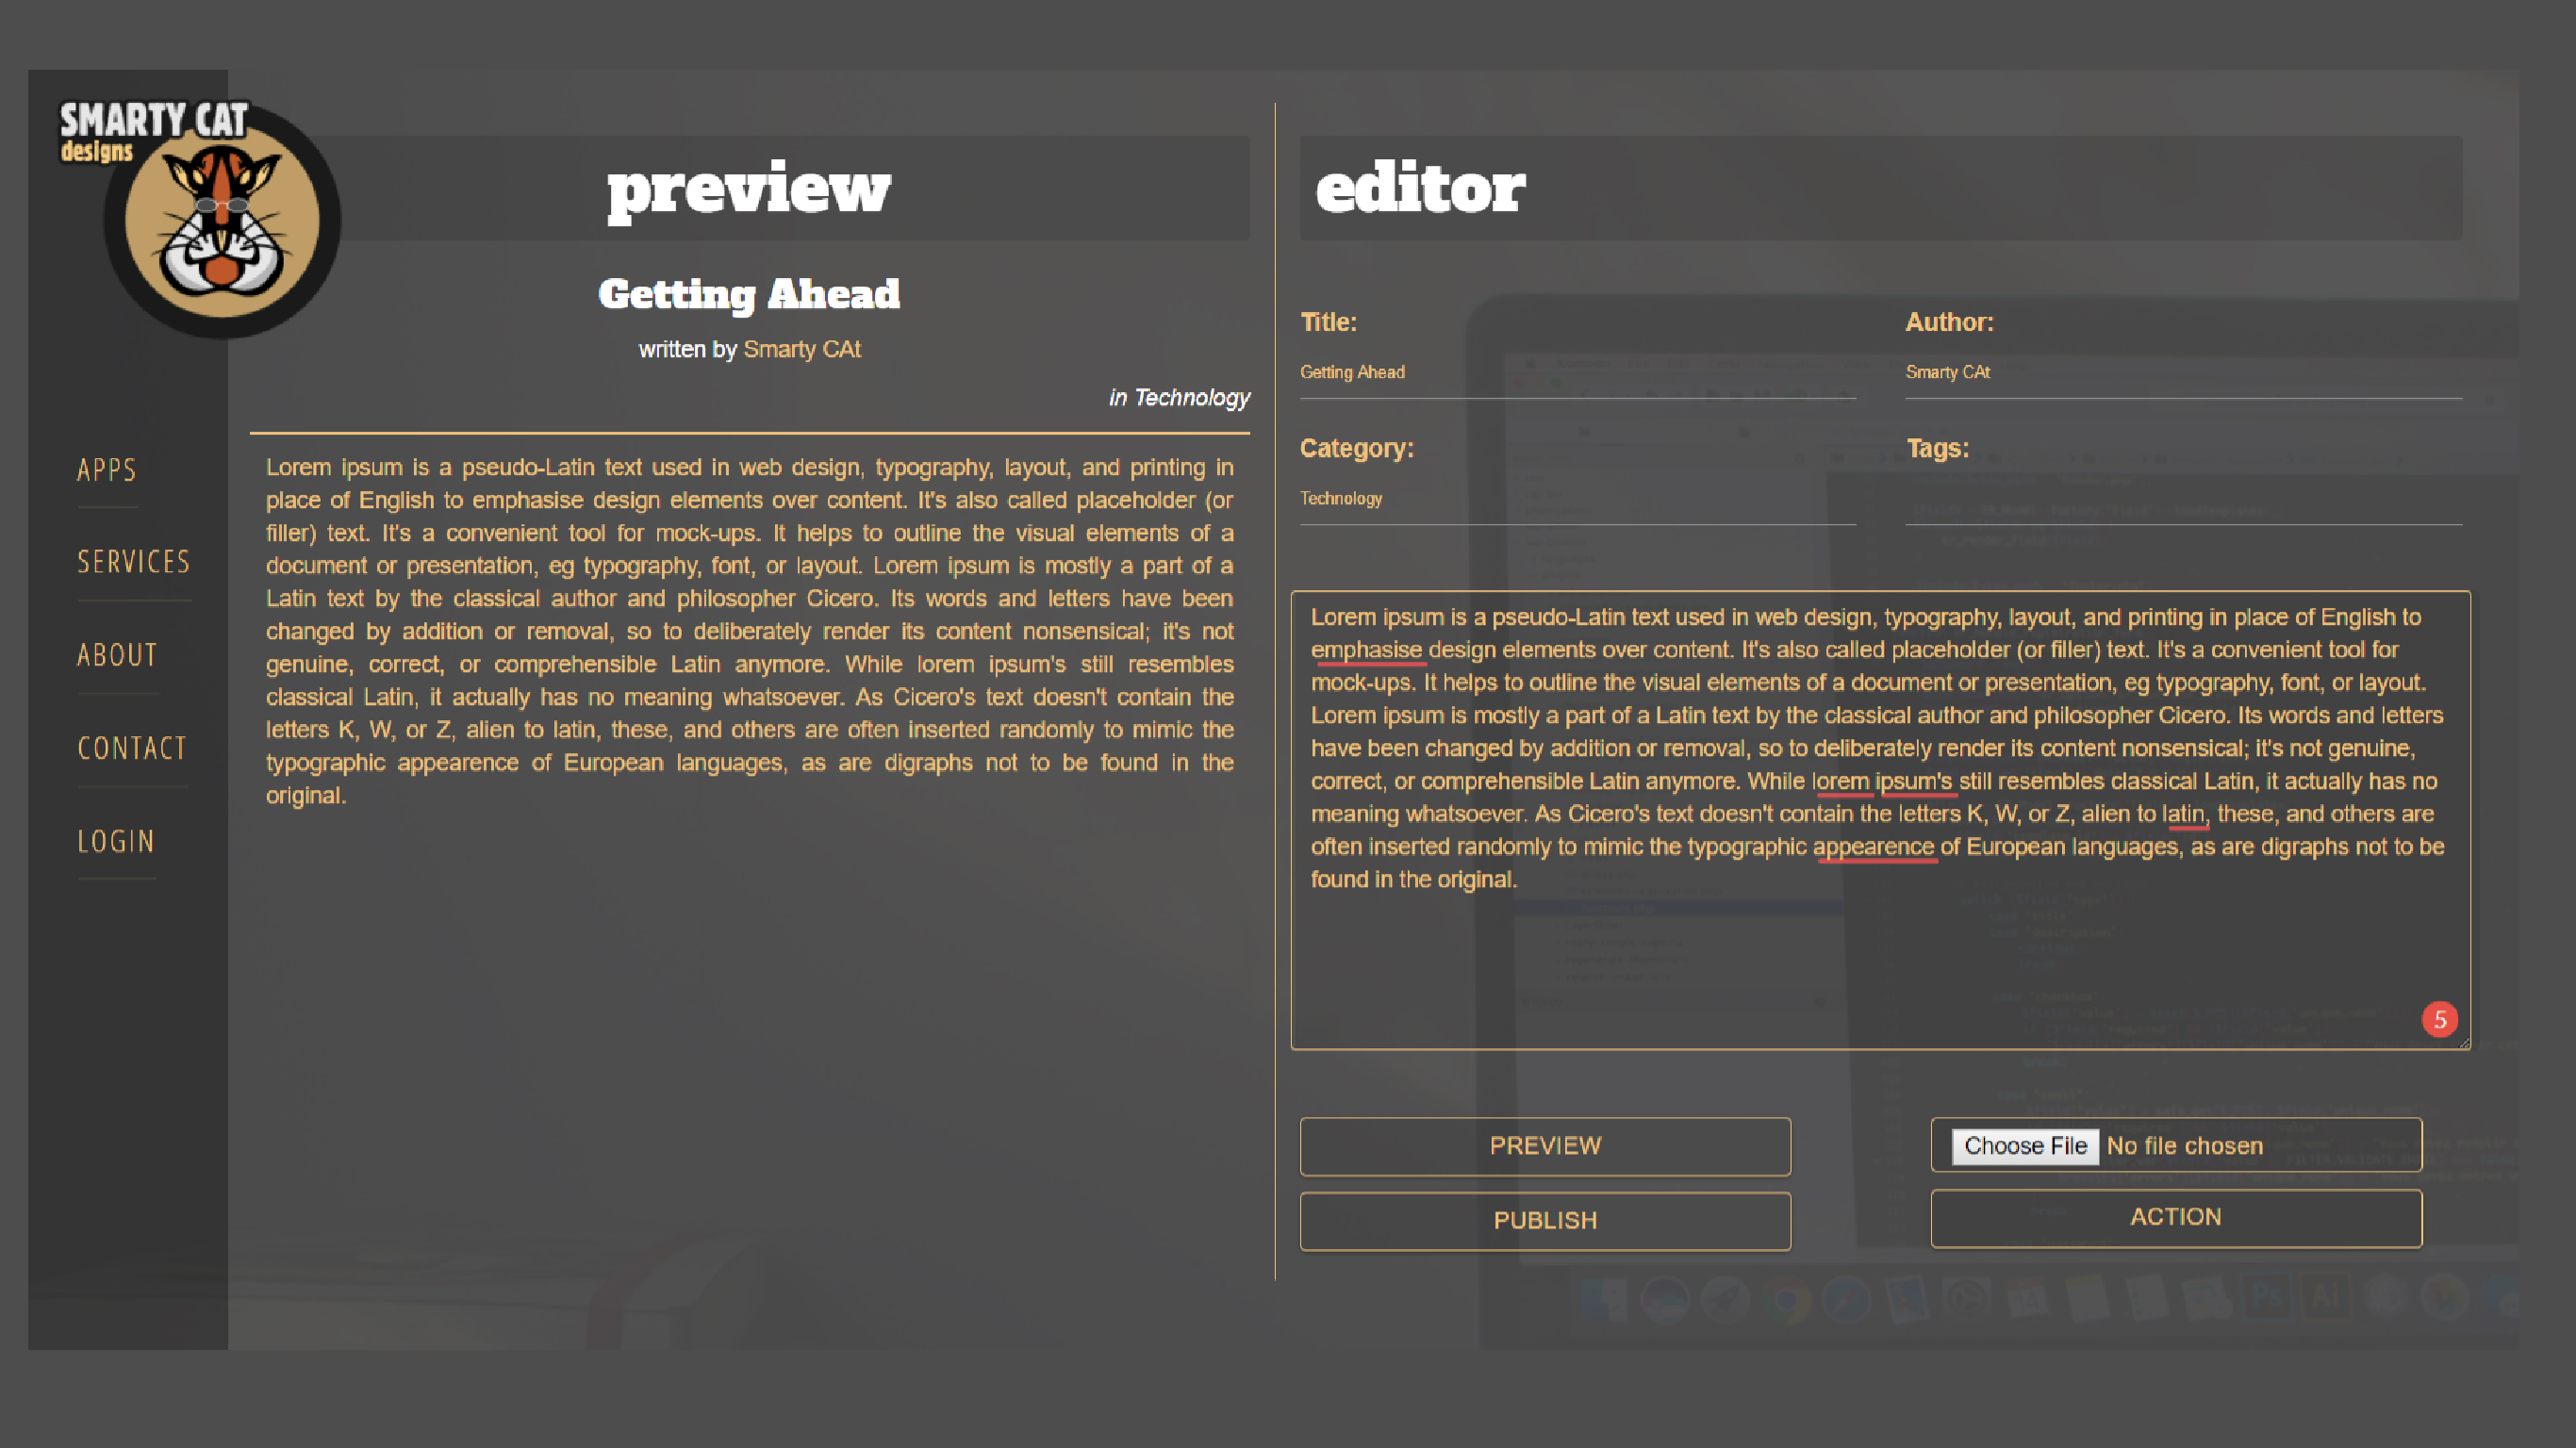 SMARTY CAT
designs
APPS
SERVICES
ABOUT
CONTACT
LOGIN
preview
Getting Ahead
written by Smarty CAt
in Technology
Lorem ipsum is a pseudo-Latin text used in web design, typography, layout, and printing in
place of English to emphasise design elements over content. It's also called placeholder (or
filler) text. It's a convenient tool for mock-ups. It helps to outline the visual elements of a
document or presentation, eg typography, font, or layout. Lorem ipsum is mostly a part of a
Latin text by the classical author and philosopher Cicero. Its words and letters have been
changed by addition or removal, so to deliberately render its content nonsensical; it's not
genuine, correct, or comprehensible Latin anymore. While lorem ipsum's still resembles
classical Latin, it actually has no meaning whatsoever. As Cicero's text doesn't contain the
letters K, W, or Z, alien to latin, these, and others are often inserted randomly to mimic the
typographic appearence of European languages, as are digraphs not to be found in the
original.
editor
Title:
Getting Ahead
Author:
Smarty CAt
Category:
Technology
Tags:
Lorem ipsum is a pseudo-Latin text used in web design, typography, layout, and printing in place of English to
emphasise design elements over content. It's also called placeholder (or filler) text. It's a convenient tool for
mock-ups. It helps to outline the visual elements of a document or presentation, eg typography, font, or layout.
Lorem ipsum is mostly a part of a Latin text by the classical author and philosopher Cicero. Its words and letters
have been changed by addition or removal, so to deliberately render its content nonsensical; it's not genuine,
correct, or comprehensible Latin anymore. While lorem ipsum's still resembles classical Latin, it actually has no
meaning whatsoever. As Cicero's text doesn't contain the letters K, W, or Z, alien to latin, these, and others are
often inserted randomly to mimic the typographic appearence of European languages, as are digraphs not to be
found in the original.
5
PREVIEW
Choose File No file chosen
PUBLISH
ACTION
Ps
Ai